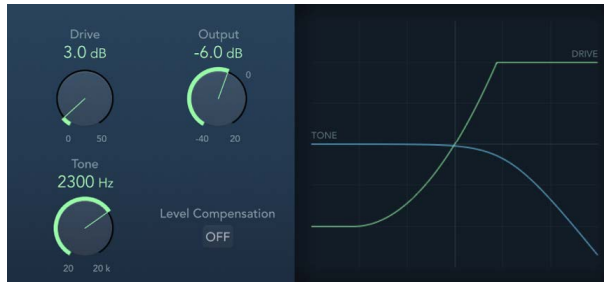 Drive
3.0 dB
0 50
Output
-6.0 dB
0
-40 20
Tone
2300 Hz
20 20 k
Level Compensation
OFF
DRIVE
TONE